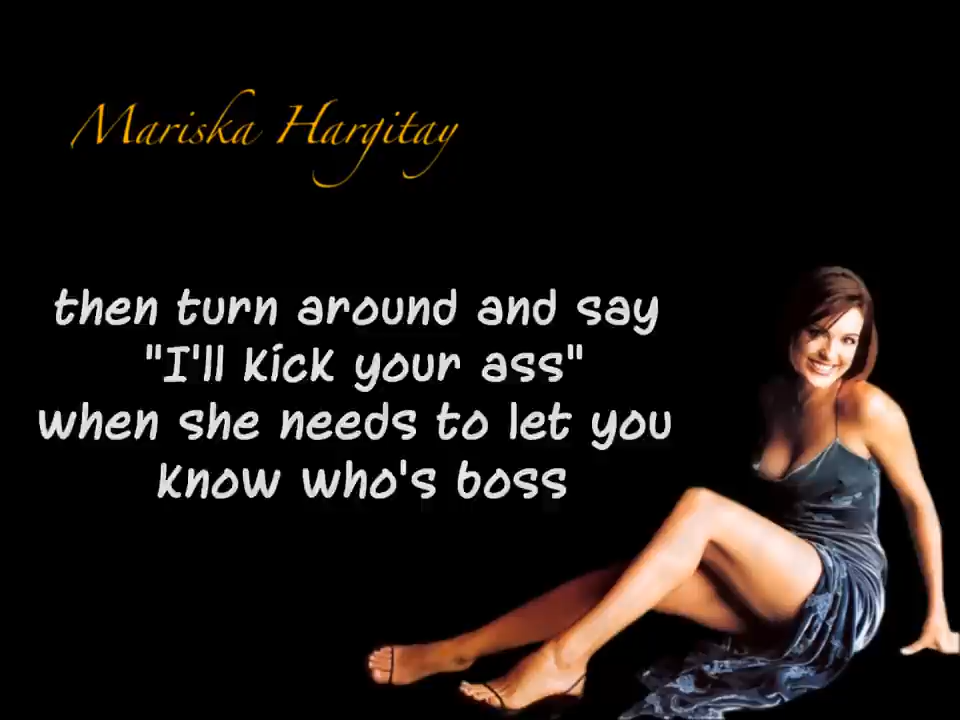 Mariska Hargitay
then turn around and say
"I'll kick your ass"
when she needs to let you
know who's boss